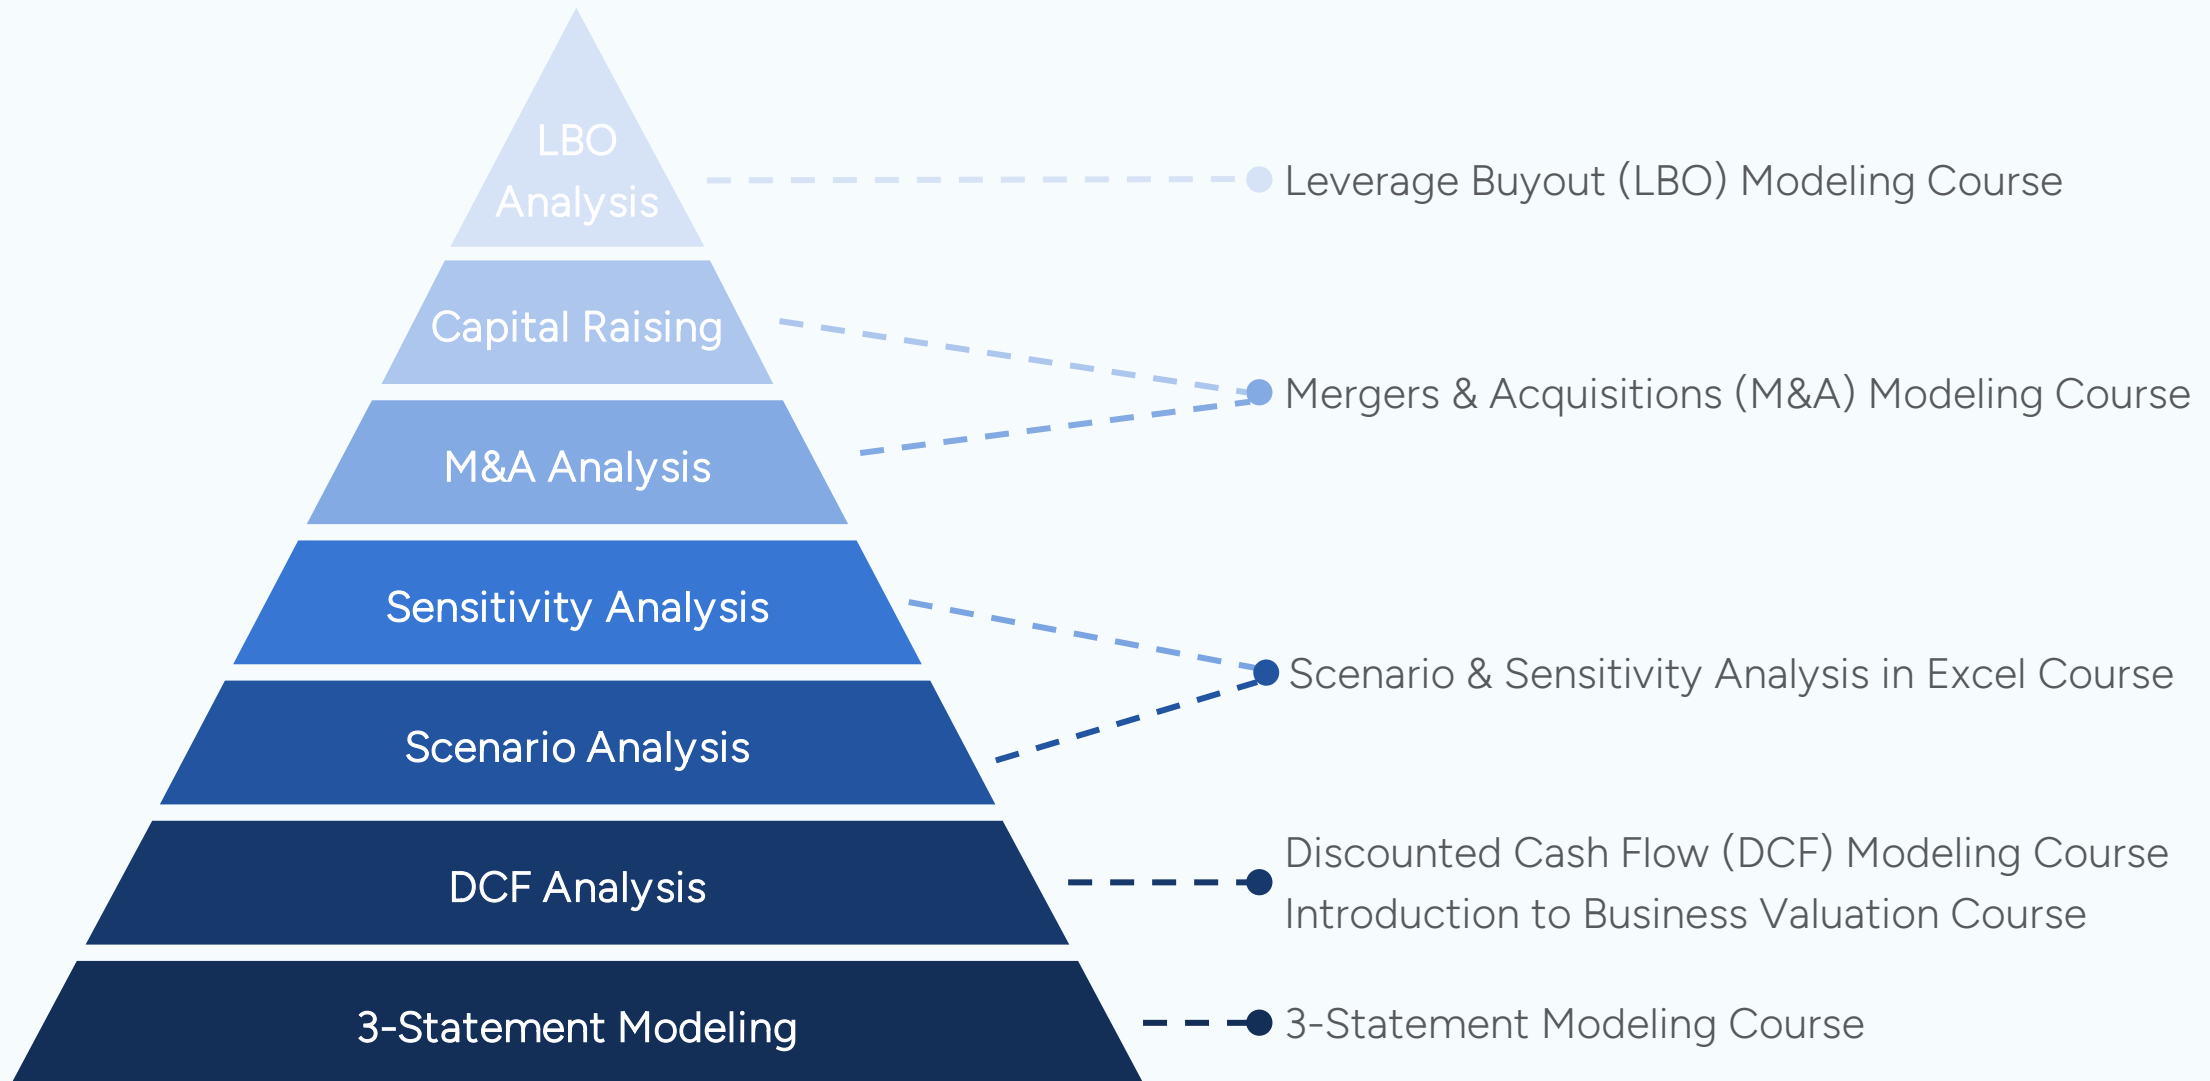 LBO
Analysis
Leverage Buyout (LBO) Modeling Course
Capital Raising
Mergers & Acquisitions (M&A) Modeling Course
M&A Analysis
Sensitivity Analysis
Scenario & Sensitivity Analysis in Excel Course
Scenario Analysis
DCF Analysis
Discounted Cash Flow (DCF) Modeling Course
Introduction to Business Valuation Course
3-Statement Modeling
3-Statement Modeling Course